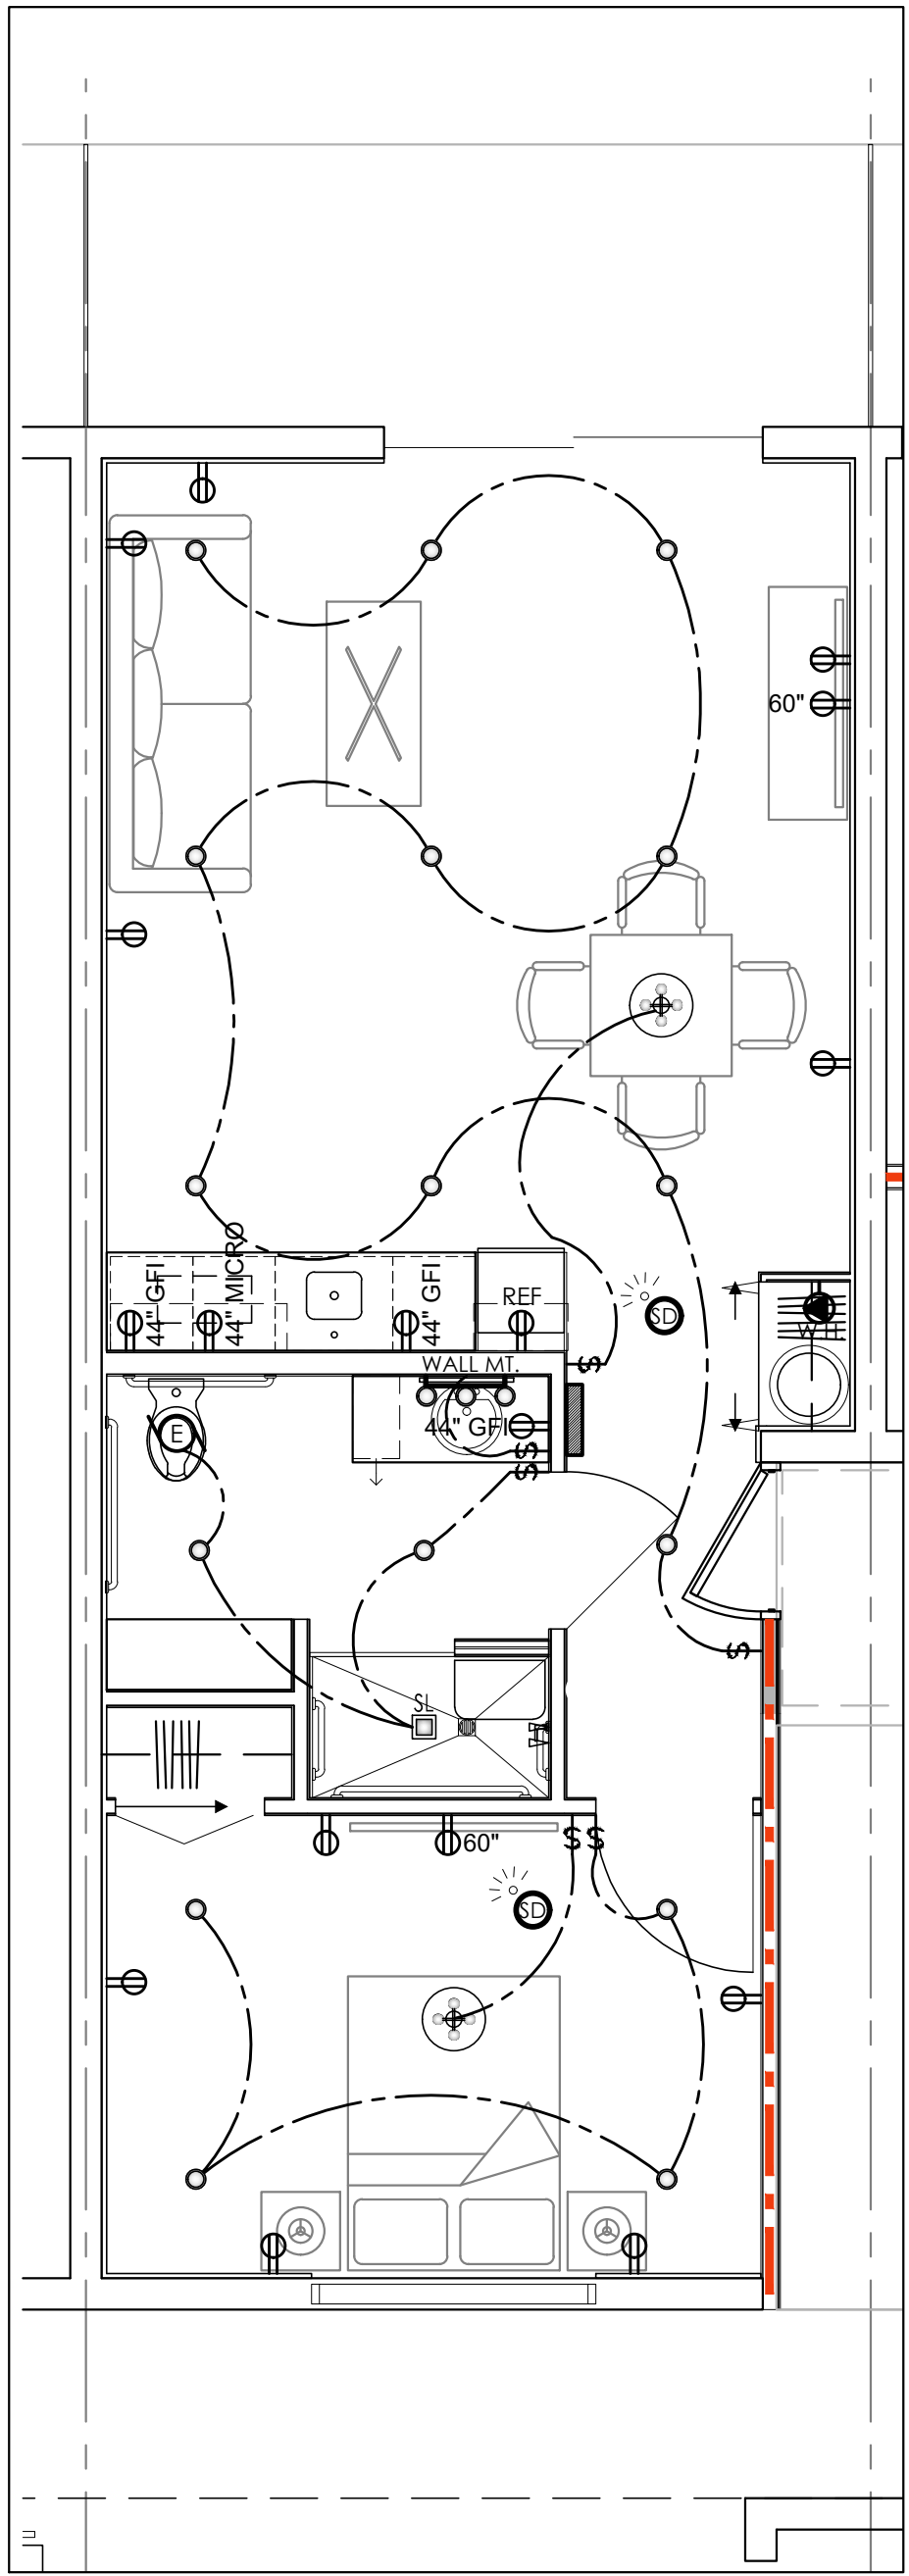 60"
44" GFI
44" MICRO
44" GFI
REF
SD
W.H.
$
WALL MT.
E
44" GFI
$
$
$
SL
60"
$ $
SD